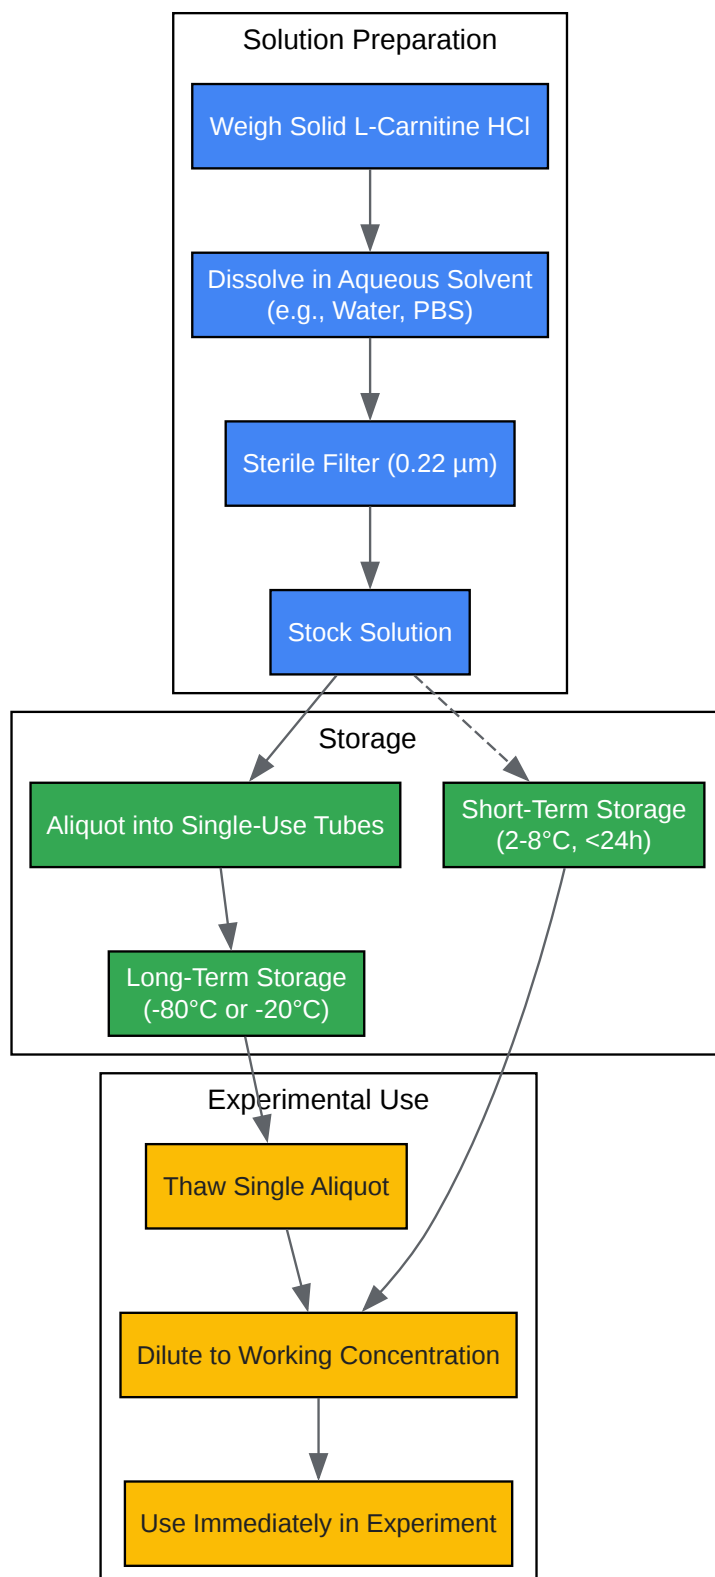 Solution Preparation
Weigh Solid L-Carnitine HCl
Dissolve in Aqueous Solvent
(e.g., Water, PBS)
Sterile Filter (0.22 µm)
Stock Solution
Storage
Aliquot into Single-Use Tubes
Short-Term Storage
(2-8°C, <24h)
Long-Term Storage
(-80°C or -20°C)
Experimental Use
Thaw Single Aliquot
Dilute to Working Concentration
Use Immediately in Experiment